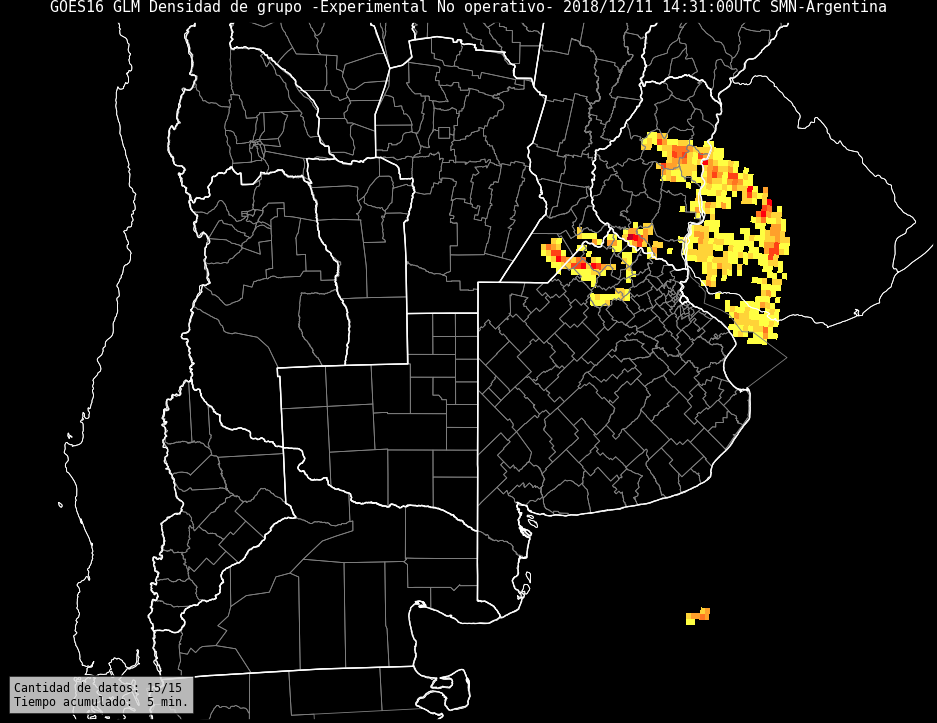 GOES16 GLM Densidad de grupo -Experimental No operativo- 2018/12/11 14:31:00UTC SMN-Argentina
Cantidad de datos: 15/15
Tiempo acumulado:  5 min.